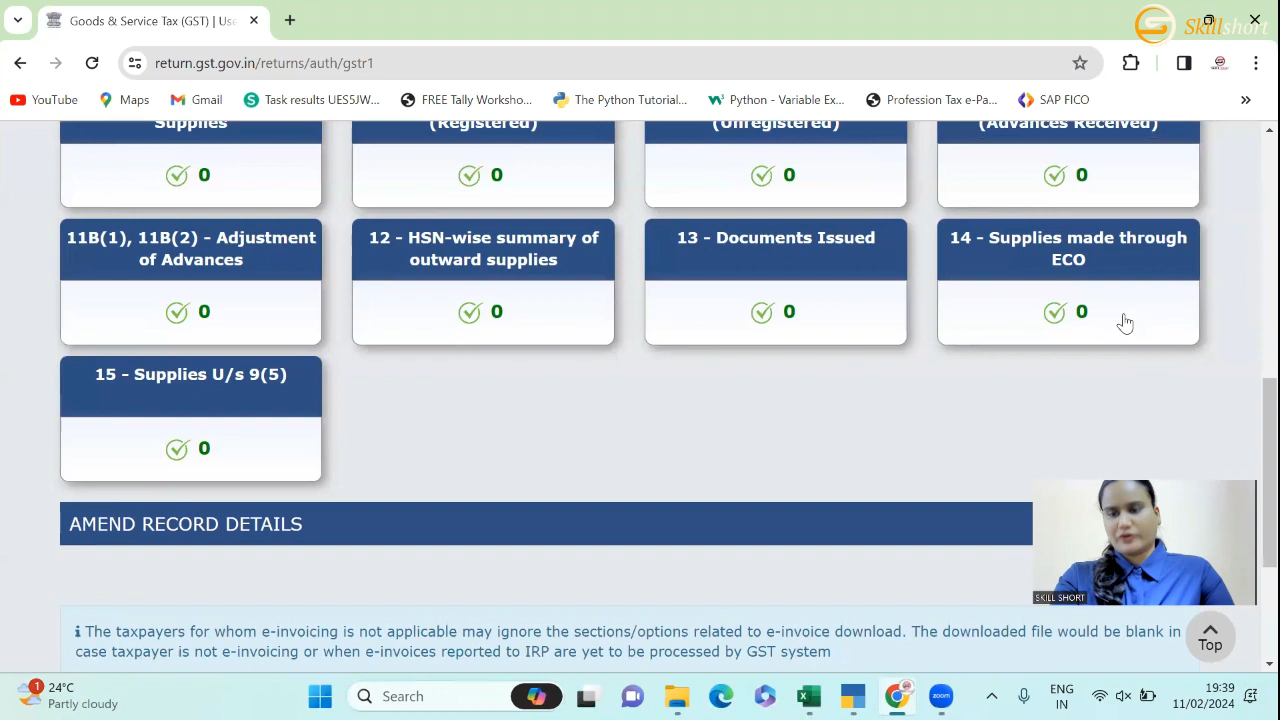 Goods & Service Tax (GST) | Use
Skillshort
return.gst.gov.in/returns/auth/gstr1
YouTube
Maps
Gmail
Task results UES5JW...
FREE Tally Worksho...
The Python Tutorial...
Python - Variable Ex...
Profession Tax e-Pa...
SAP FICO
Supplies
(Registered)
(Unregistered)
(Advances Received)
0
0
0
0
11B(1), 11B(2) - Adjustment
of Advances
12 - HSN-wise summary of
outward supplies
13 - Documents Issued
14 - Supplies made through
ECO
0
0
0
0
15 - Supplies U/s 9(5)
0
AMEND RECORD DETAILS
SKILL SHORT
The taxpayers for whom e-invoicing is not applicable may ignore the sections/options related to e-invoice download. The downloaded file would be blank in
case taxpayer is not e-invoicing or when e-invoices reported to IRP are yet to be processed by GST system
Top
1
24°C
Partly cloudy
Search
zoom
ENG
IN
19:39
11/02/2024